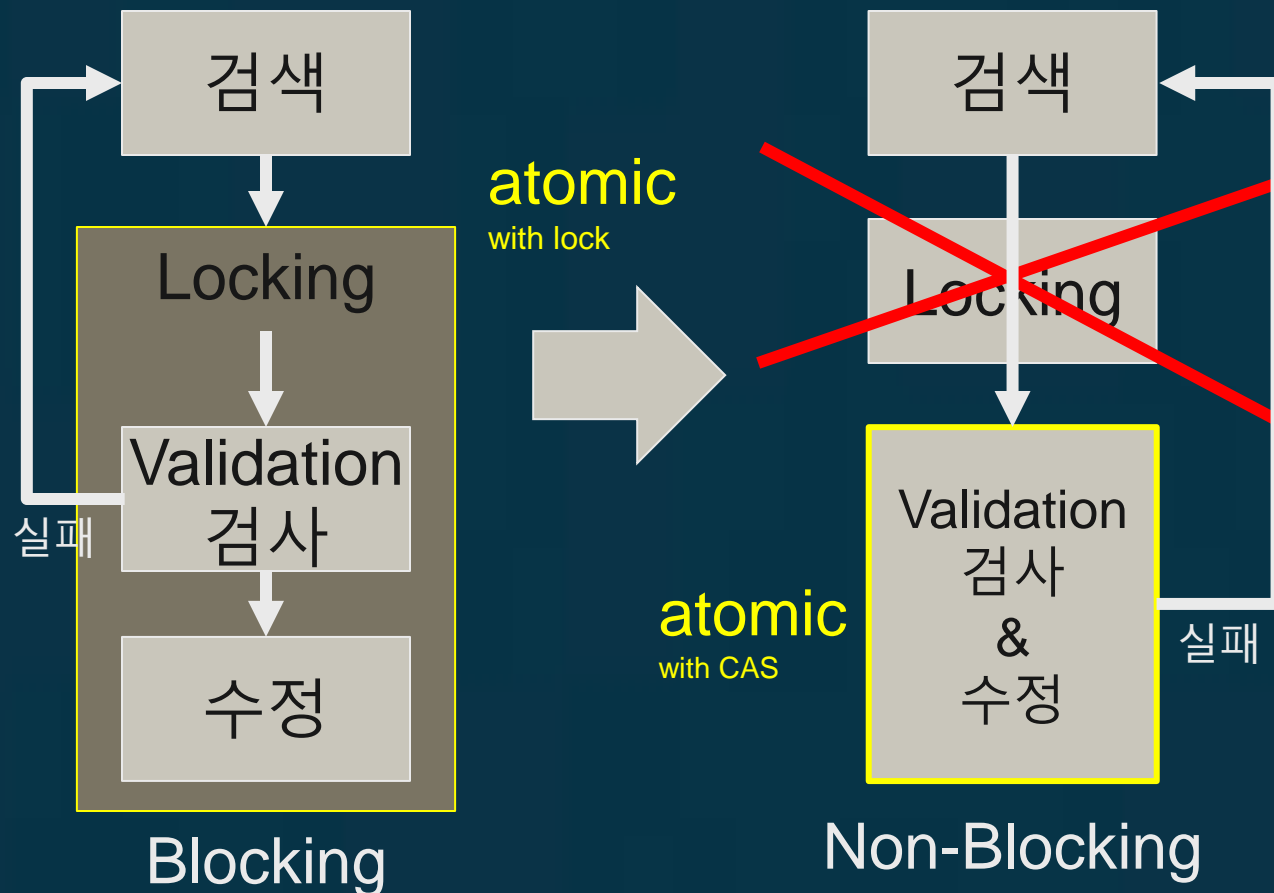 검색
Locking
Validation
검사
수정
실패
Blocking
atomic
with lock
검색
Locking
Validation
검사
&
수정
실패
atomic
with CAS
Non-Blocking